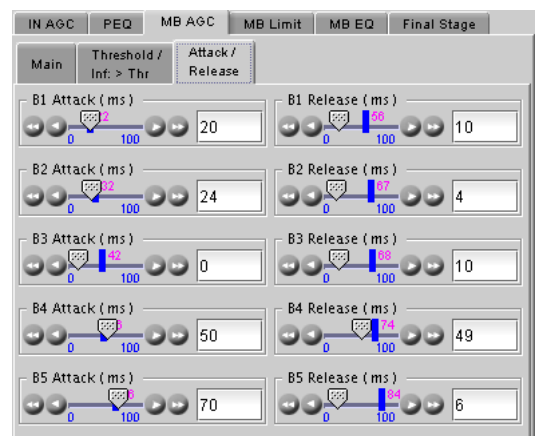 IN AGC PEQ MB AGC MB Limit MB EQ Final Stage
Main Threshold / Inf: > Thr Attack / Release
B1 Attack ( ms ) B1 Release ( ms )
56
0 100 20 0 100 10
B2 Attack ( ms ) B2 Release ( ms )
32 67
0 100 24 0 100 4
B3 Attack ( ms ) B3 Release ( ms )
42 68
0 100 0 0 100 10
B4 Attack ( ms ) B4 Release ( ms )
74
0 100 50 0 100 49
B5 Attack ( ms ) B5 Release ( ms )
84
0 100 70 0 100 6